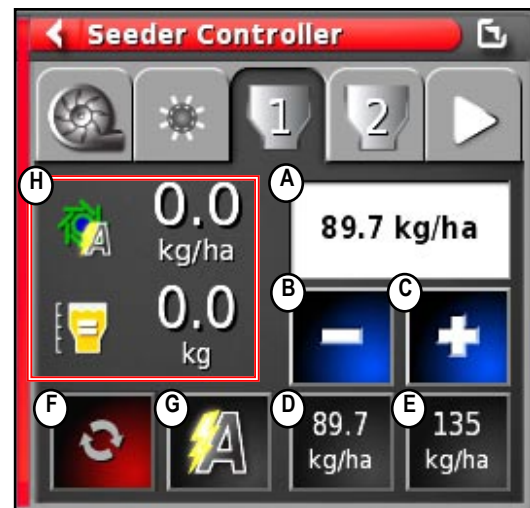 Seeder Controller
1 2
H
0.0
kg/ha
0.0
kg
A
89.7 kg/ha
B
C
F
G
A
D
89.7
kg/ha
E
135
kg/ha